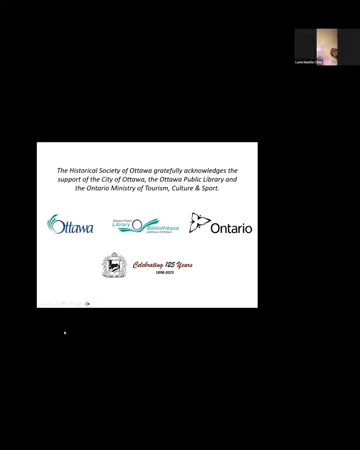 The Historical Society of Ottawa gratefully acknowledges the
support of the City of Ottawa, the Ottawa Public Library and
the Ontario Ministry of Tourism, Culture & Sport.
Ottawa
Ottawa Public
Library
Bibliothèque
publique d'Ottawa
Ontario
Celebrating 125 Years
1898-2023